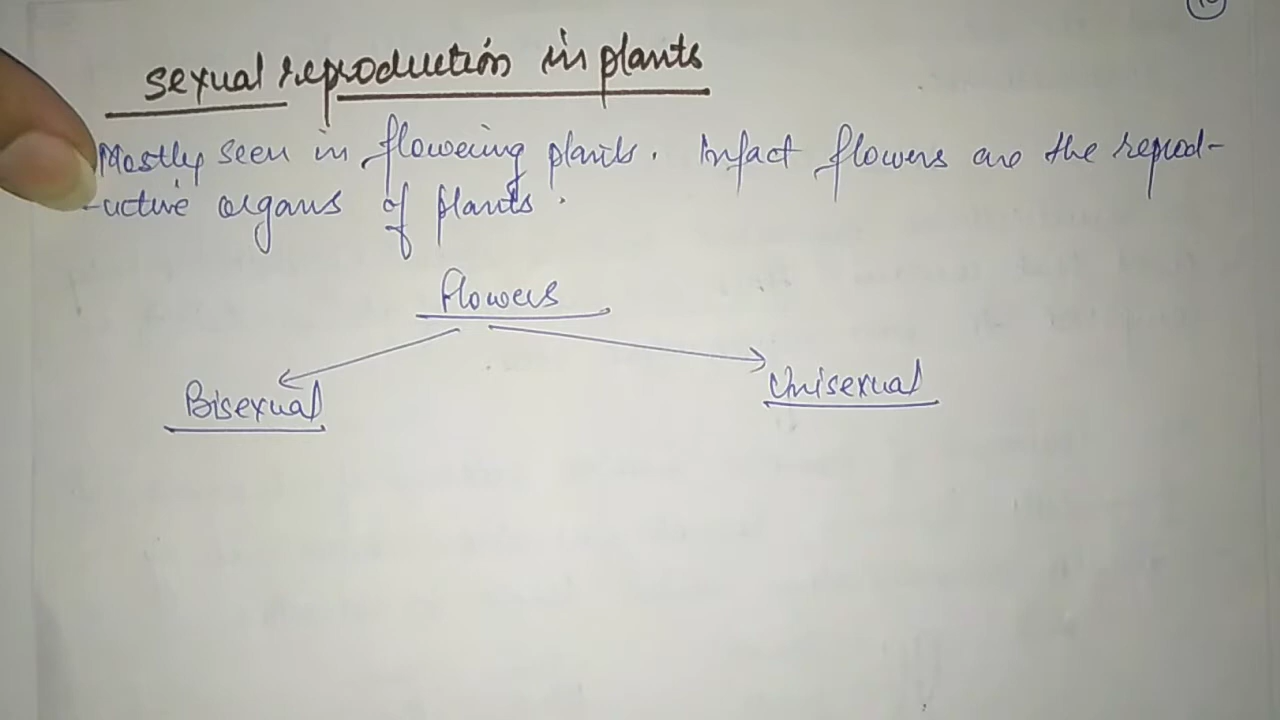 sexual reproduction in plants
Mostly seen in flowering plants. Infact flowers are the reprod-
-uctive organs of plants.
flowers
Bisexual
Unisexual